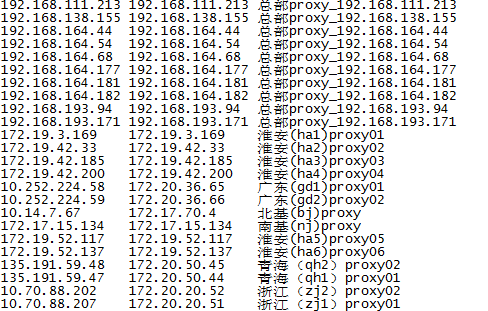 192.168.111.213 192.168.111.213 总部proxy_192.168.111.213
192.168.138.155 192.168.138.155 总部proxy_192.168.138.155
192.168.164.44 192.168.164.44 总部proxy_192.168.164.44
192.168.164.54 192.168.164.54 总部proxy_192.168.164.54
192.168.164.68 192.168.164.68 总部proxy_192.168.164.68
192.168.164.177 192.168.164.177 总部proxy_192.168.164.177
192.168.164.181 192.168.164.181 总部proxy_192.168.164.181
192.168.164.182 192.168.164.182 总部proxy_192.168.164.182
192.168.193.94 192.168.193.94 总部proxy_192.168.193.94
192.168.193.171 192.168.193.171 总部proxy_192.168.193.171
172.19.3.169 172.19.3.169 淮安(ha1)proxy01
172.19.42.33 172.19.42.33 淮安(ha2)proxy02
172.19.42.185 172.19.42.185 淮安(ha3)proxy03
172.19.42.200 172.19.42.200 淮安(ha4)proxy04
10.252.224.58 172.20.36.65 广东(gd1)proxy01
10.252.224.59 172.20.36.66 广东(gd2)proxy02
10.14.7.67 172.17.70.4 北基(bj)proxy
172.17.15.134 172.17.15.134 南基(nj)proxy
172.19.52.117 172.19.52.117 淮安(ha5)proxy05
172.19.52.137 172.19.52.137 淮安(ha6)proxy06
135.191.59.48 172.20.50.45 青海（qh2）proxy02
135.191.59.47 172.20.50.44 青海（qh1）proxy01
10.70.88.202 172.20.20.52 浙江（zj2）proxy02
10.70.88.207 172.20.20.51 浙江（zj1）proxy01